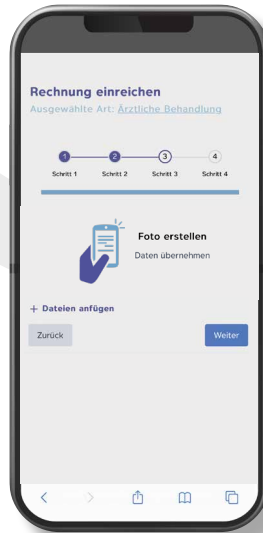 Rechnung einreichen
Ausgewählte Art: Ärztliche Behandlung
1 2 3 4
Schritt 1 Schritt 2 Schritt 3 Schritt 4
Foto erstellen
Daten übernehmen
+ Dateien anfügen
Zurück Weiter